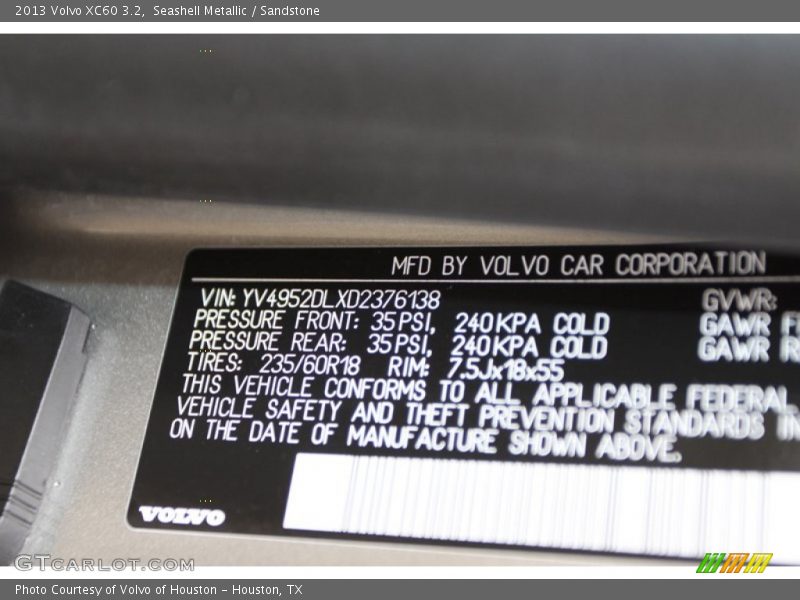 2013 Volvo XC60 3.2, Seashell Metallic / Sandstone
MFD BY VOLVO CAR CORPORATION
VIN: YV4952DLXD2376138 GVWR:
PRESSURE FRONT: 35PSI, 240KPA COLD GAWR F
PRESSURE REAR: 35PSI, 240KPA COLD GAWR R
TIRES: 235/60R18 RIM: 7.5Jx18x55
THIS VEHICLE CONFORMS TO ALL APPLICABLE FEDERAL
VEHICLE SAFETY AND THEFT PREVENTION STANDARDS IN
ON THE DATE OF MANUFACTURE SHOWN ABOVE.
VOLVO
GTCARLOT.COM
Photo Courtesy of Volvo of Houston - Houston, TX